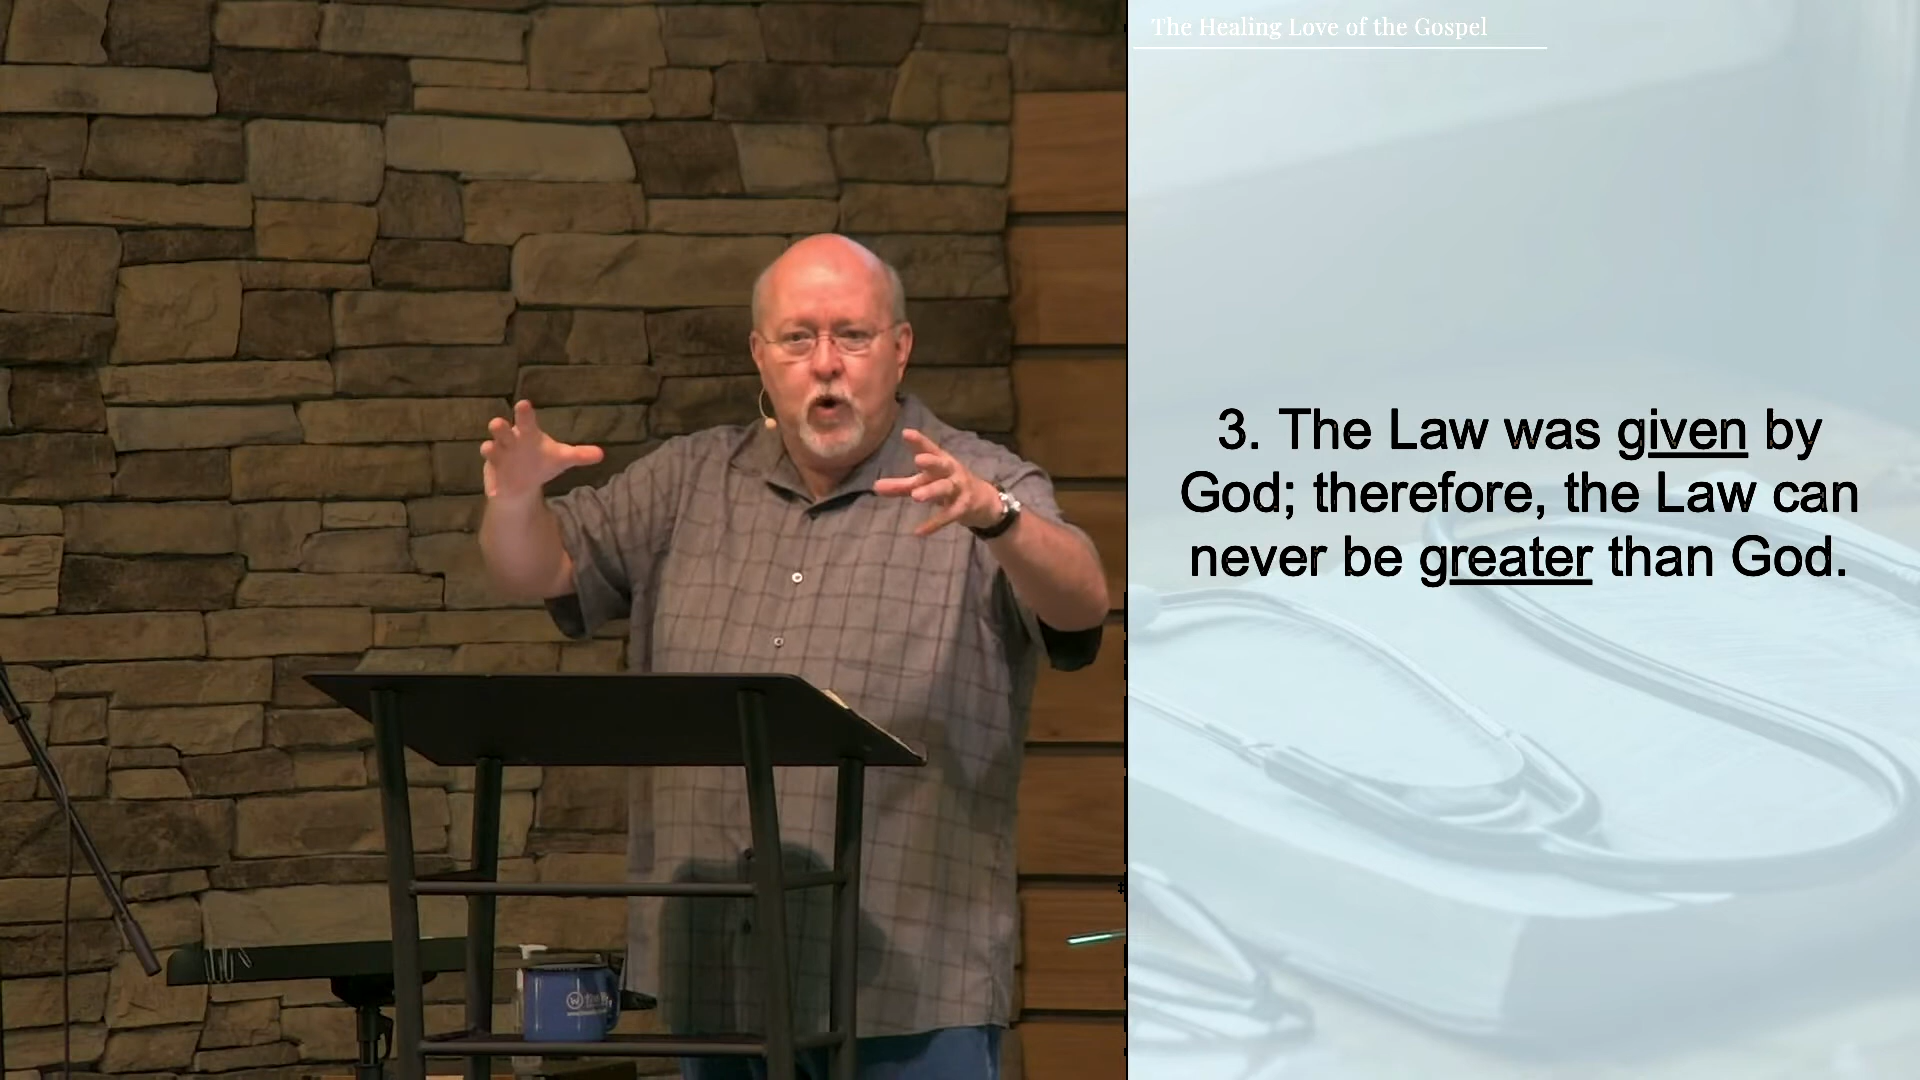 The Healing Love of the Gospel
3. The Law was given by
God; therefore, the Law can
never be greater than God.